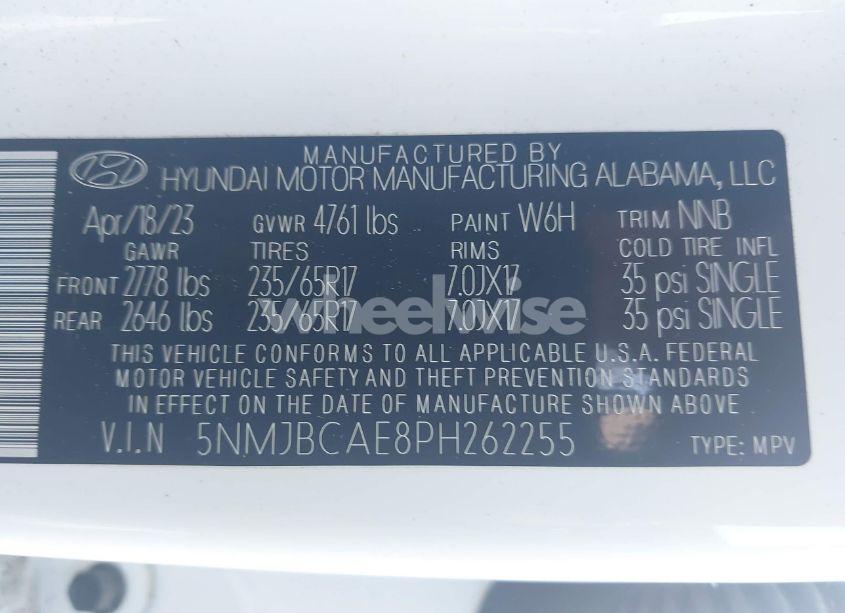 MANUFACTURED BY
HYUNDAI MOTOR MANUFACTURING ALABAMA, LLC
Apr/18/23 GVWR 4761 lbs PAINT W6H TRIM NNB
GAWR TIRES RIMS COLD TIRE INFL
FRONT 2778 lbs 235/65R17 7.0JX17 35 psi SINGLE
REAR 2646 lbs 235/65R17 7.0JX17 35 psi SINGLE
wheelwise
THIS VEHICLE CONFORMS TO ALL APPLICABLE U.S.A. FEDERAL
MOTOR VEHICLE SAFETY AND THEFT PREVENTION STANDARDS
IN EFFECT ON THE DATE OF MANUFACTURE SHOWN ABOVE
V.I.N 5NMJBCAE8PH262255 TYPE: MPV